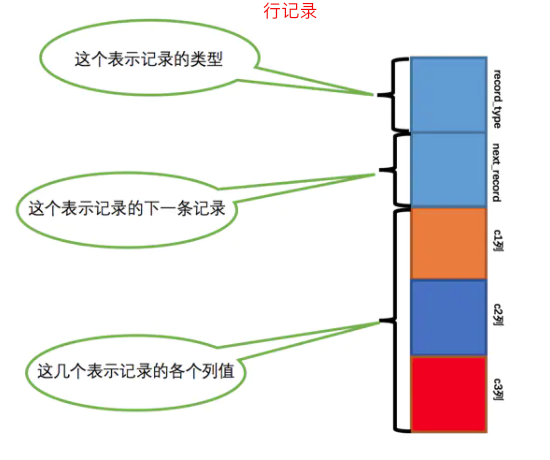 行记录
这个表示记录的类型
record_type
next_record
这个表示记录的下一条记录
c1列
c2列
这几个表示记录的各个列值
c3列